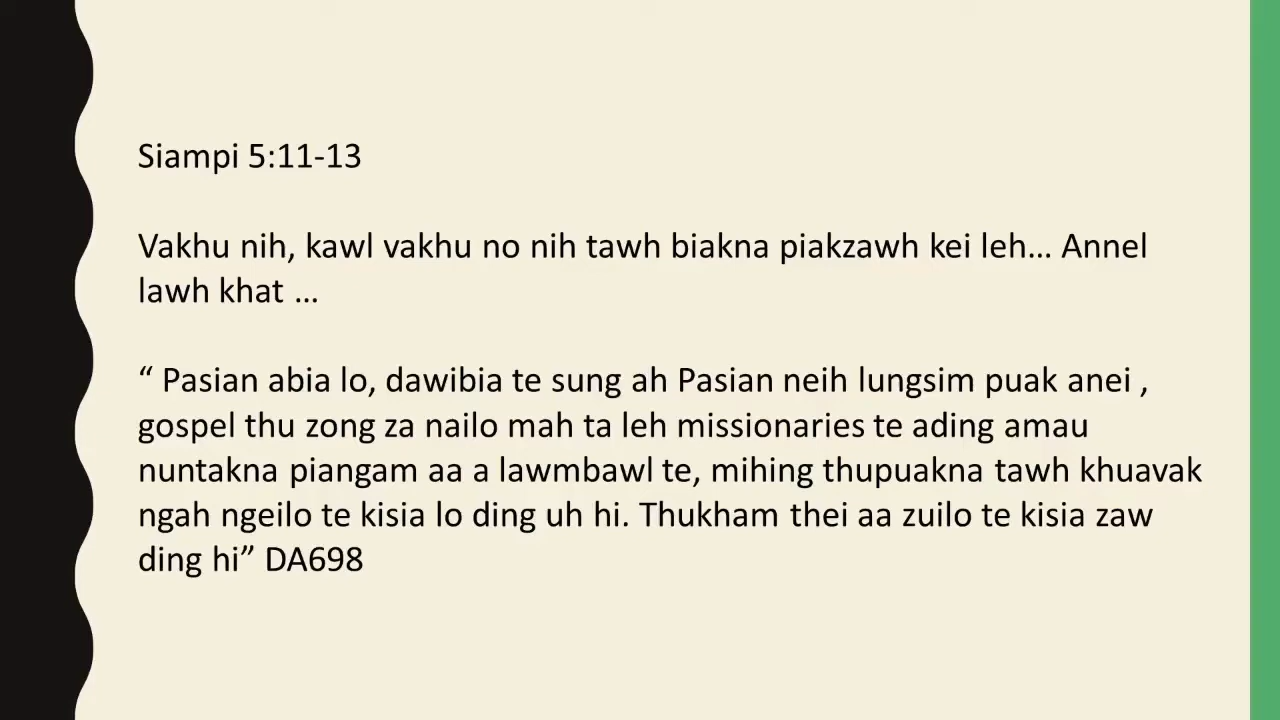 Siampi 5:11-13
Vakhu nih, kawl vakhu no nih tawh biakna piakzawh kei leh… Annel
lawh khat …
“ Pasian abia lo, dawibia te sung ah Pasian neih lungsim puak anei ,
gospel thu zong za nailo mah ta leh missionaries te ading amau
nuntakna piangam aa a lawmbawl te, mihing thupuakna tawh khuavak
ngah ngeilo te kisia lo ding uh hi. Thukham thei aa zuilo te kisia zaw
ding hi” DA698